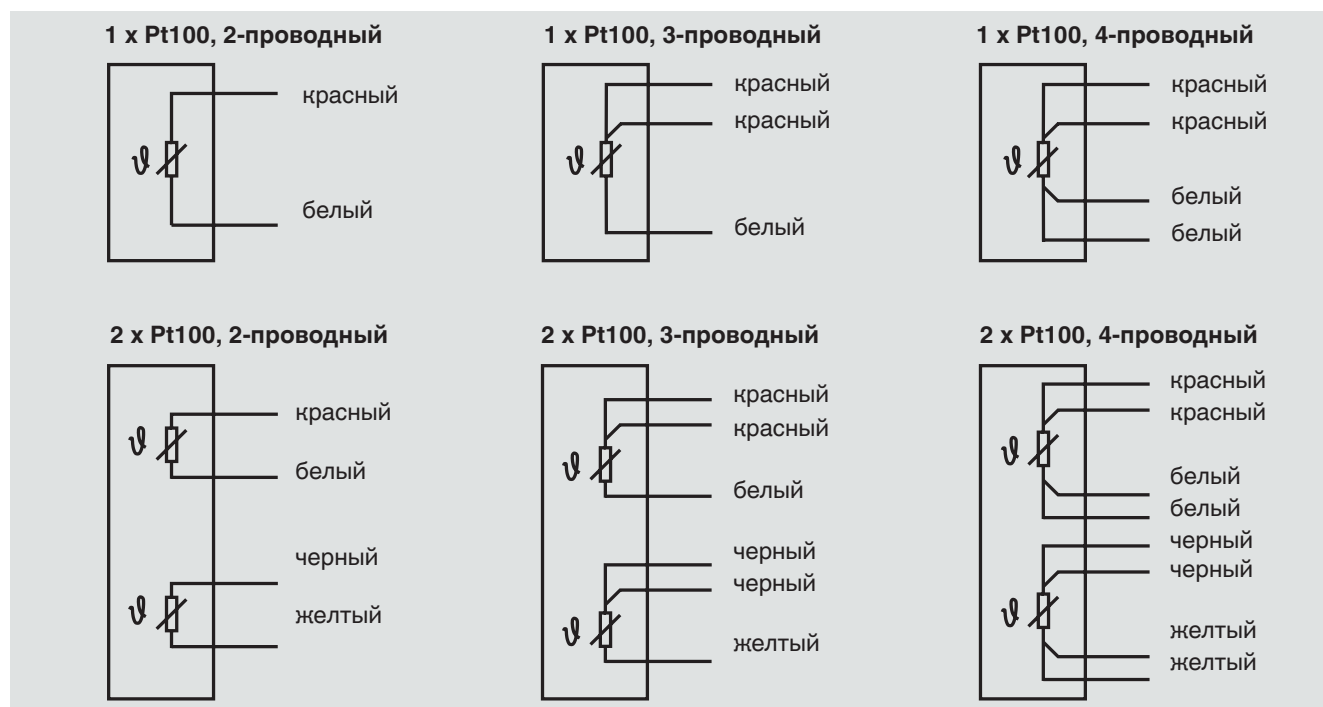 1 x Pt100, 2-проводный
красный
ϑ
белый
1 x Pt100, 3-проводный
красный
красный
ϑ
белый
1 x Pt100, 4-проводный
красный
красный
ϑ
белый
белый
2 x Pt100, 2-проводный
красный
ϑ
белый
черный
ϑ
желтый
2 x Pt100, 3-проводный
красный
красный
ϑ
белый
черный
черный
ϑ
желтый
2 x Pt100, 4-проводный
красный
красный
ϑ
белый
белый
черный
черный
ϑ
желтый
желтый